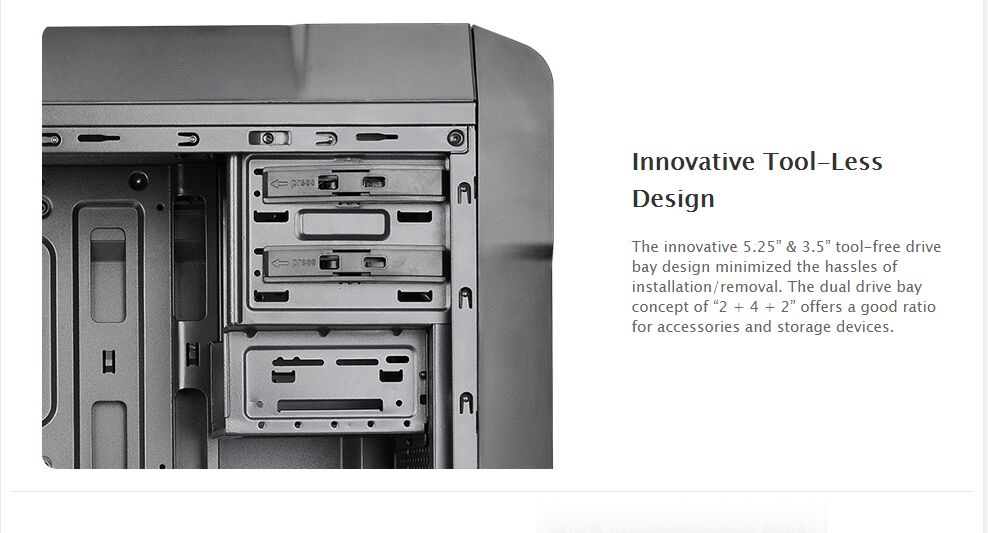 press
press
Innovative Tool-Less
Design
The innovative 5.25” & 3.5” tool-free drive
bay design minimized the hassles of
installation/removal. The dual drive bay
concept of “2 + 4 + 2” offers a good ratio
for accessories and storage devices.